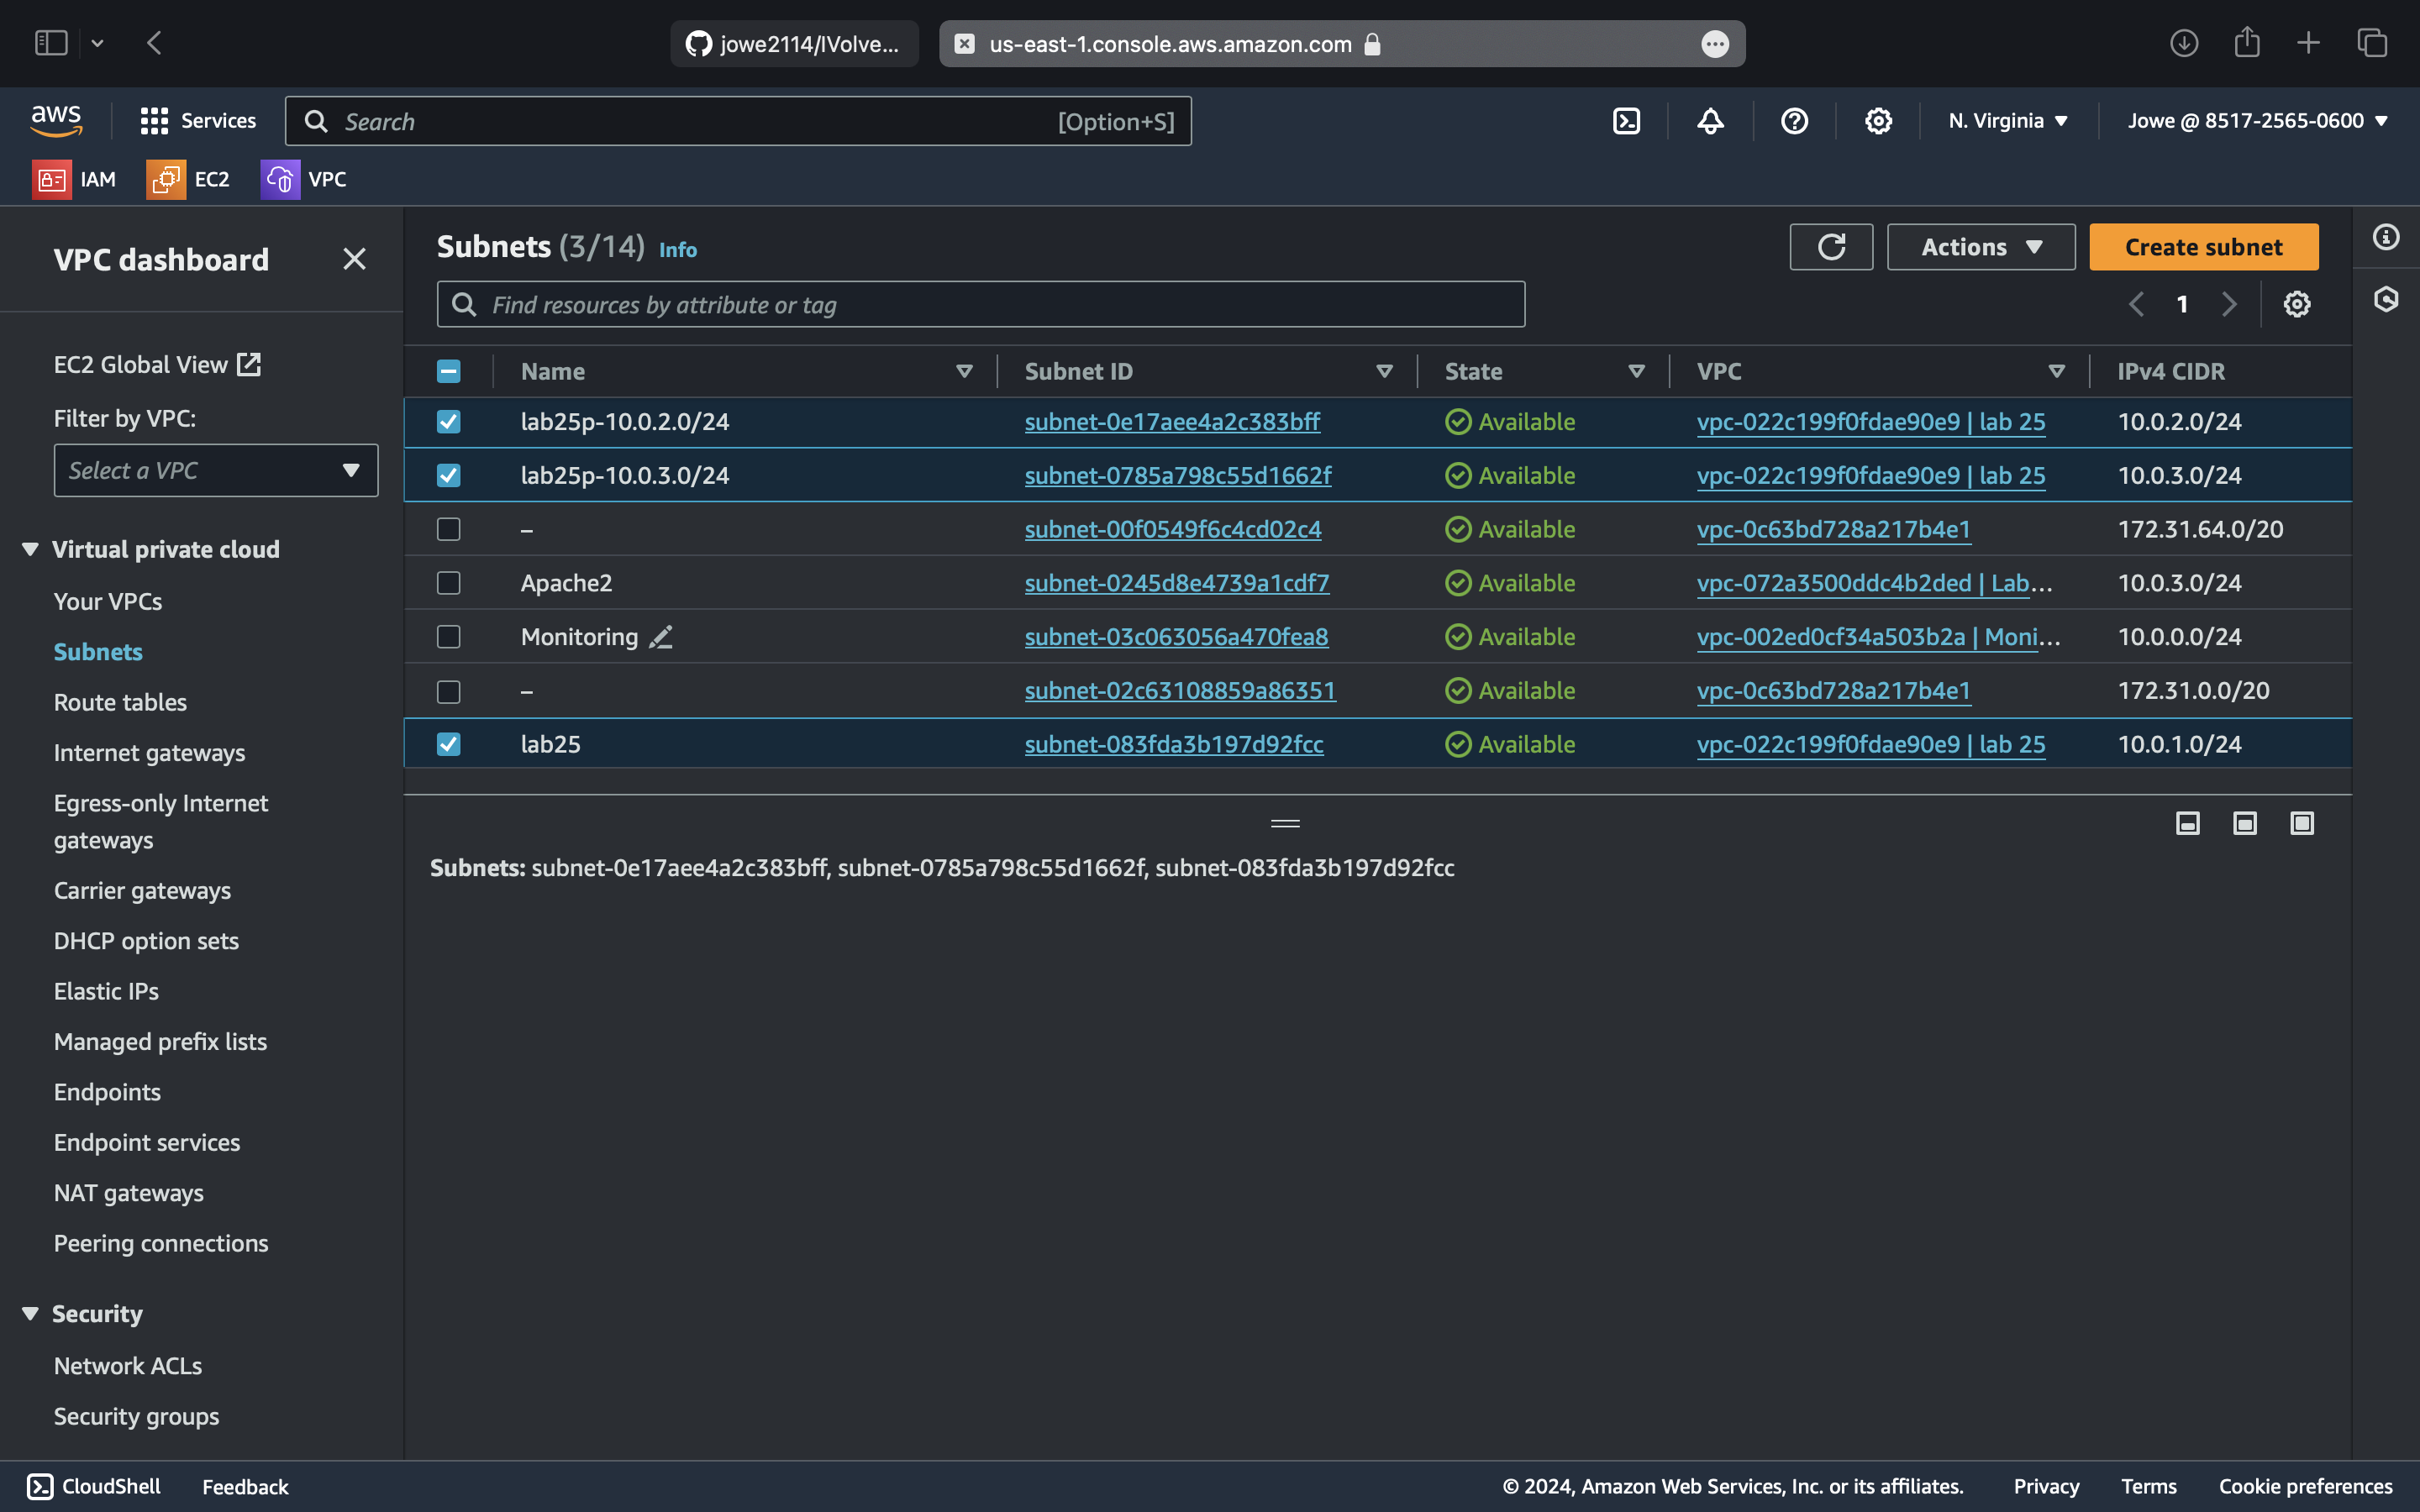 jowe2114/IVolve...
us-east-1.console.aws.amazon.com
aws
Services
Search
[Option+S]
N. Virginia
Jowe @ 8517-2565-0600
IAM
EC2
VPC
VPC dashboard
EC2 Global View
Filter by VPC:
Select a VPC
Virtual private cloud
Your VPCs
Subnets
Route tables
Internet gateways
Egress-only Internet
gateways
Carrier gateways
DHCP option sets
Elastic IPs
Managed prefix lists
Endpoints
Endpoint services
NAT gateways
Peering connections
Security
Network ACLs
Security groups
Subnets (3/14) Info
Actions
Create subnet
Find resources by attribute or tag
1
Name Subnet ID State VPC IPv4 CIDR
lab25p-10.0.2.0/24 subnet-0e17aee4a2c383bff Available vpc-022c199f0fdae90e9 | lab 25 10.0.2.0/24
lab25p-10.0.3.0/24 subnet-0785a798c55d1662f Available vpc-022c199f0fdae90e9 | lab 25 10.0.3.0/24
– subnet-00f0549f6c4cd02c4 Available vpc-0c63bd728a217b4e1 172.31.64.0/20
Apache2 subnet-0245d8e4739a1cdf7 Available vpc-072a3500ddc4b2ded | Lab... 10.0.3.0/24
Monitoring subnet-03c063056a470fea8 Available vpc-002ed0cf34a503b2a | Moni... 10.0.0.0/24
– subnet-02c63108859a86351 Available vpc-0c63bd728a217b4e1 172.31.0.0/20
lab25 subnet-083fda3b197d92fcc Available vpc-022c199f0fdae90e9 | lab 25 10.0.1.0/24
Subnets: subnet-0e17aee4a2c383bff, subnet-0785a798c55d1662f, subnet-083fda3b197d92fcc
CloudShell
Feedback
© 2024, Amazon Web Services, Inc. or its affiliates.
Privacy
Terms
Cookie preferences